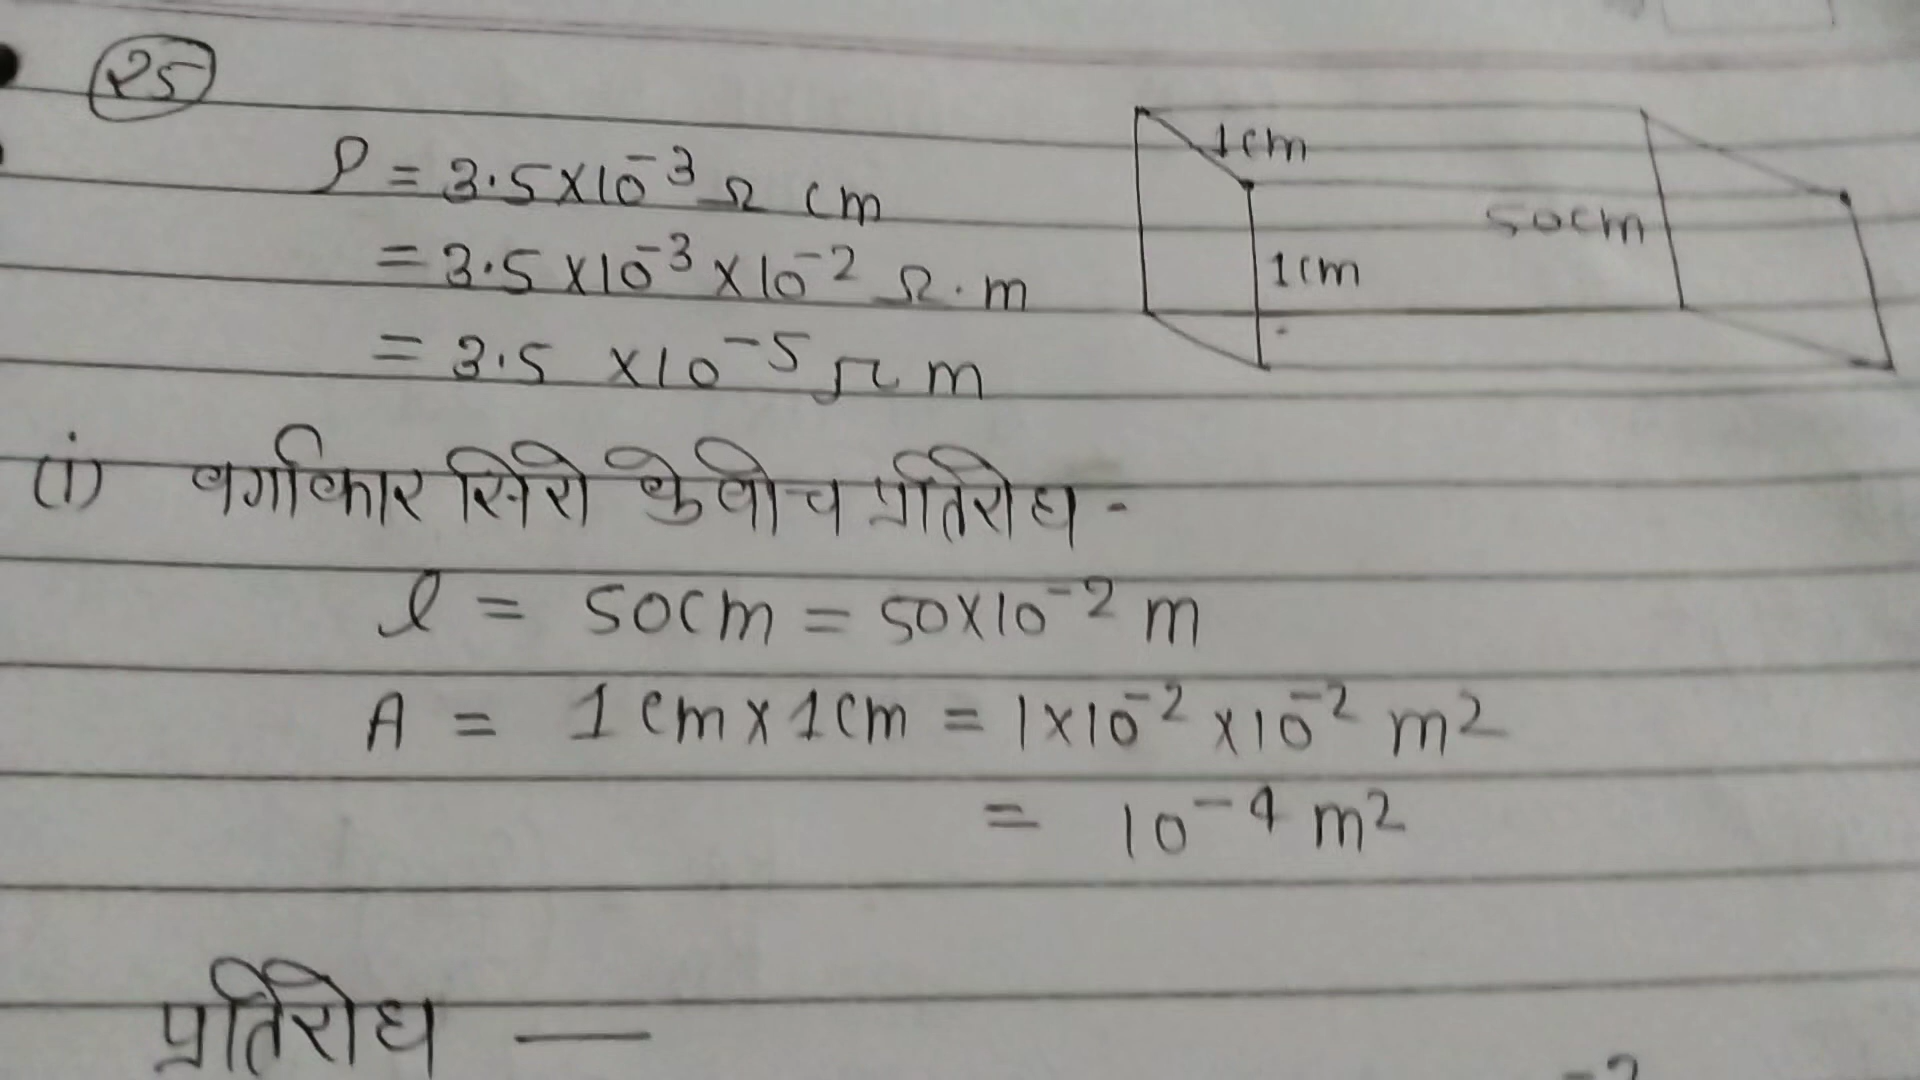 25
ρ = 3.5×10⁻³ Ω cm
= 3.5×10⁻³×10⁻² Ω.m
= 3.5 ×10⁻⁵ Ω m
1cm
50cm
1cm
(i) वर्गाकार सिरो के बीच प्रतिरोध -
l = 50cm = 50×10⁻² m
A = 1cm×1cm = 1×10⁻²×10⁻² m²
= 10⁻⁴ m²
प्रतिरोध —